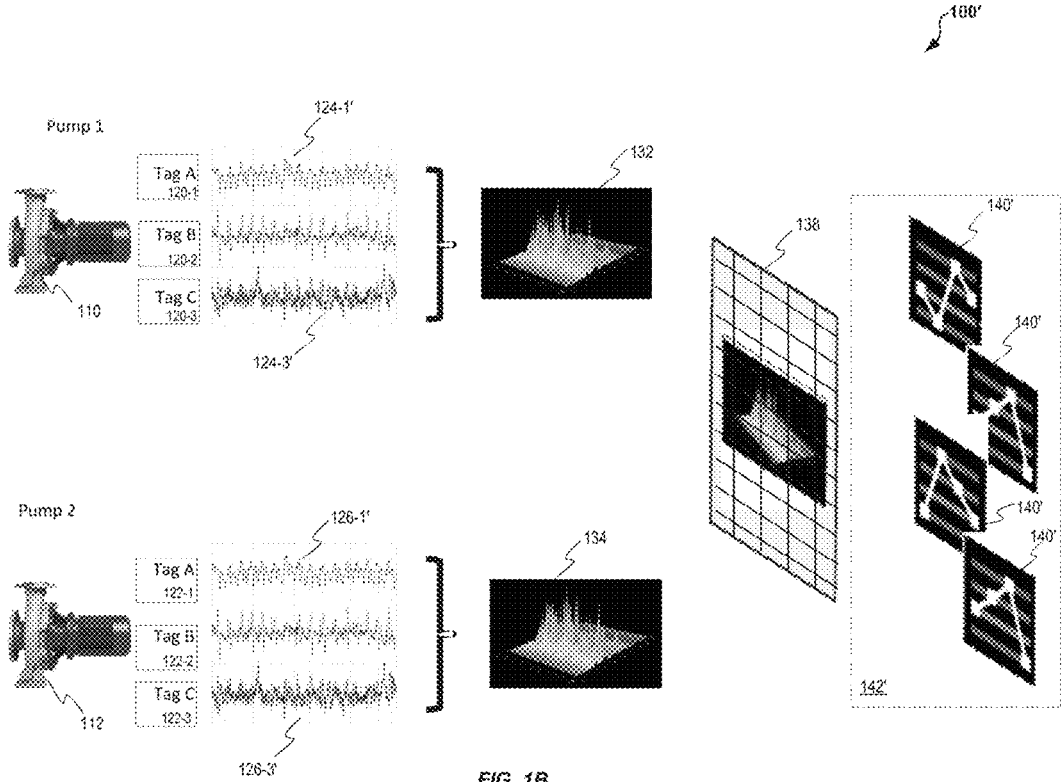 100'
Pump 1
124-1'
Tag A
120-1
Tag B
120-2
Tag C
120-3
110
124-3'
132
138
140'
140'
140'
140'
142'
Pump 2
126-1'
Tag A
122-1
Tag B
122-2
Tag C
122-3
112
126-3'
134
FIG. 1B